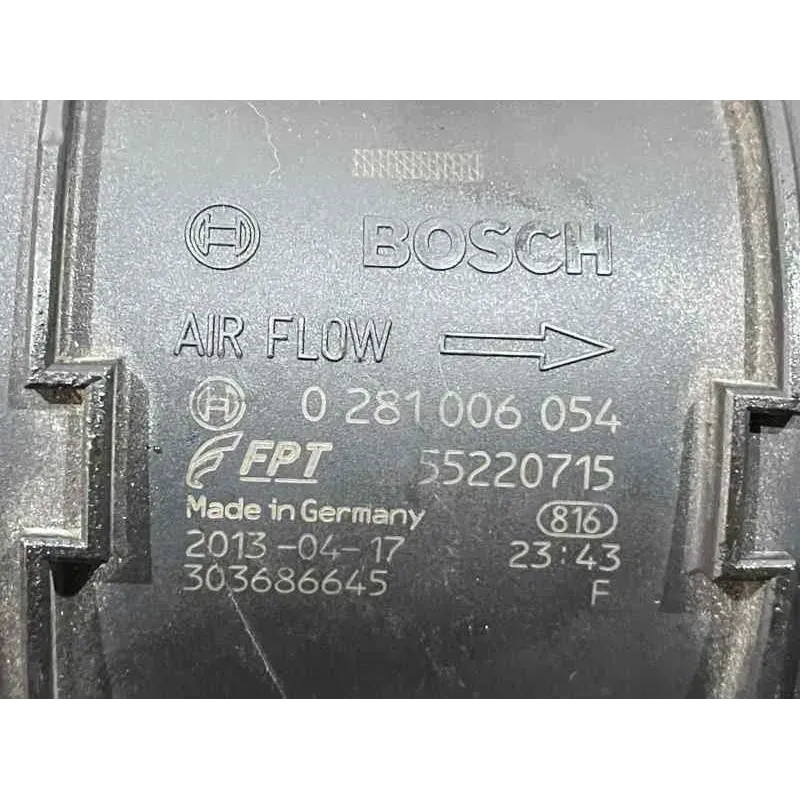 BOSCH
AIR FLOW
0 281 006 054
FPT 55220715
Made in Germany 816
2013-04-17 23:43
303686645 F